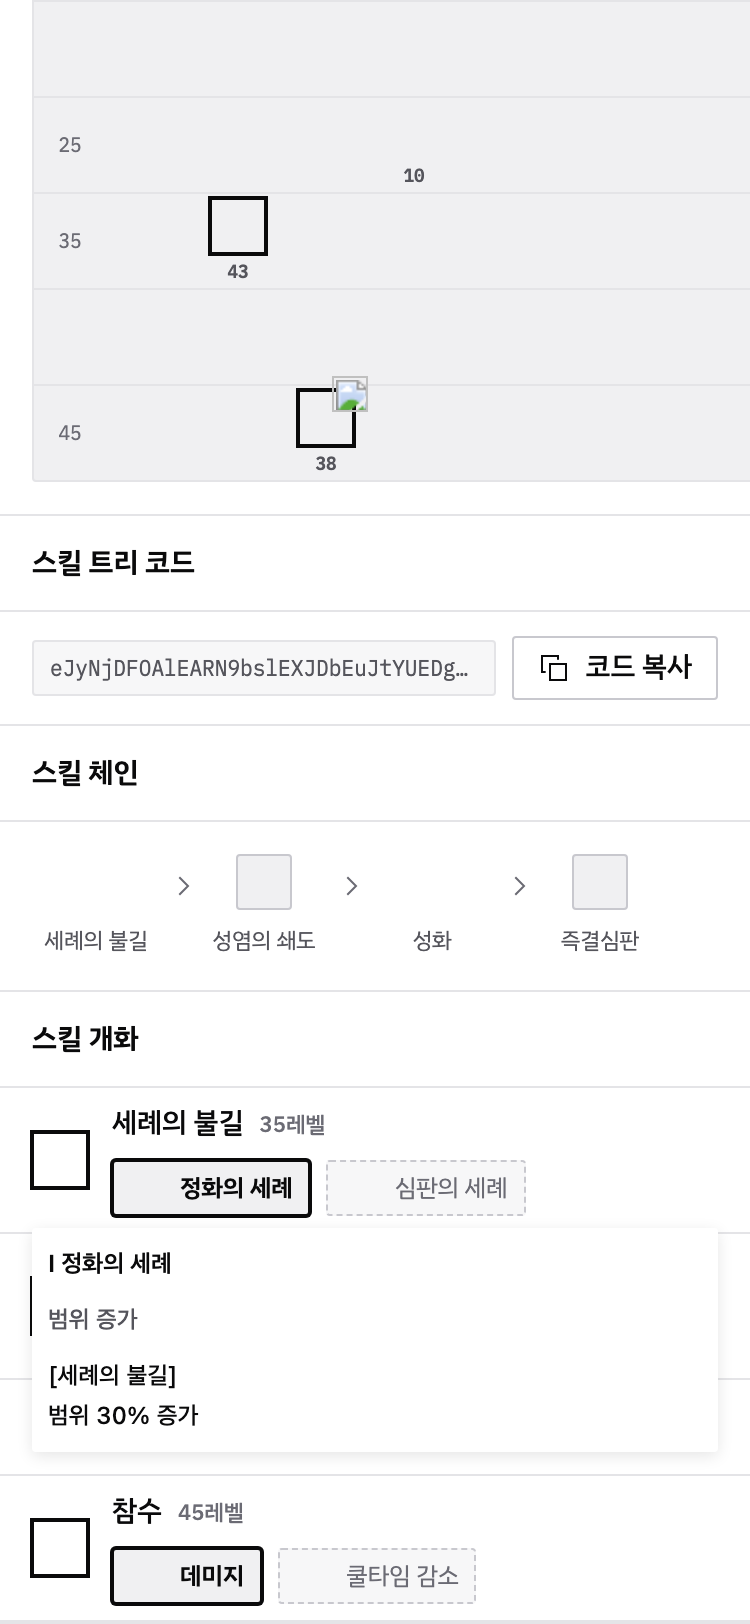 25
10
35
43
45
38
스킬 트리 코드
eJyNjDFOAlEARN9bslEXJDbEuJtYUEDg…
코드 복사
스킬 체인
세례의 불길
성염의 쇄도
성화
즉결심판
스킬 개화
세례의 불길 35레벨
정화의 세례 심판의 세례
I 정화의 세례
범위 증가
[세례의 불길]
범위 30% 증가
참수 45레벨
데미지 쿨타임 감소